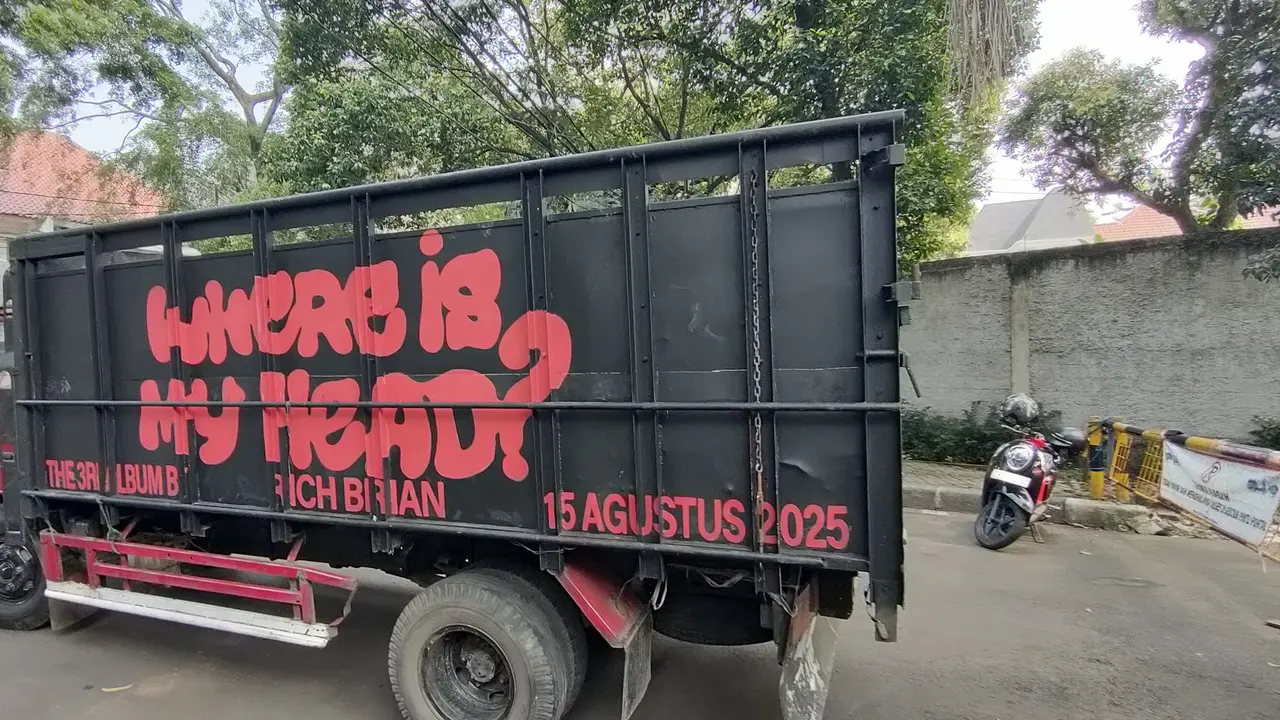 WHERE IS
MY HEAD?
THE 3RD ALBUM BY RICH BRIAN
15 AGUSTUS 2025